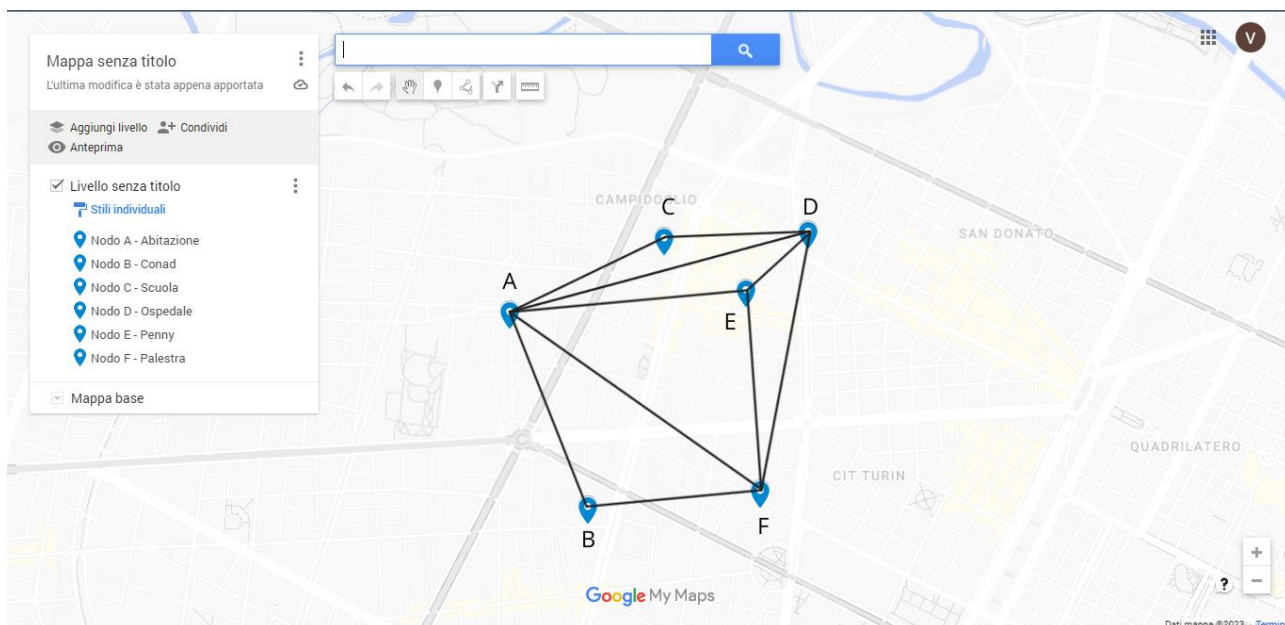 Mappa senza titolo
L'ultima modifica è stata appena apportata
Aggiungi livello Condividi
Anteprima
Livello senza titolo
Stili individuali
Nodo A - Abitazione
Nodo B - Conad
Nodo C - Scuola
Nodo D - Ospedale
Nodo E - Penny
Nodo F - Palestra
Mappa base
V
CAMPIDOGLIO
C
D
SAN DONATO
A
E
QUADRILATERO
CIT TURIN
F
B
Google My Maps
+
−
?
Dati mappa ©2023